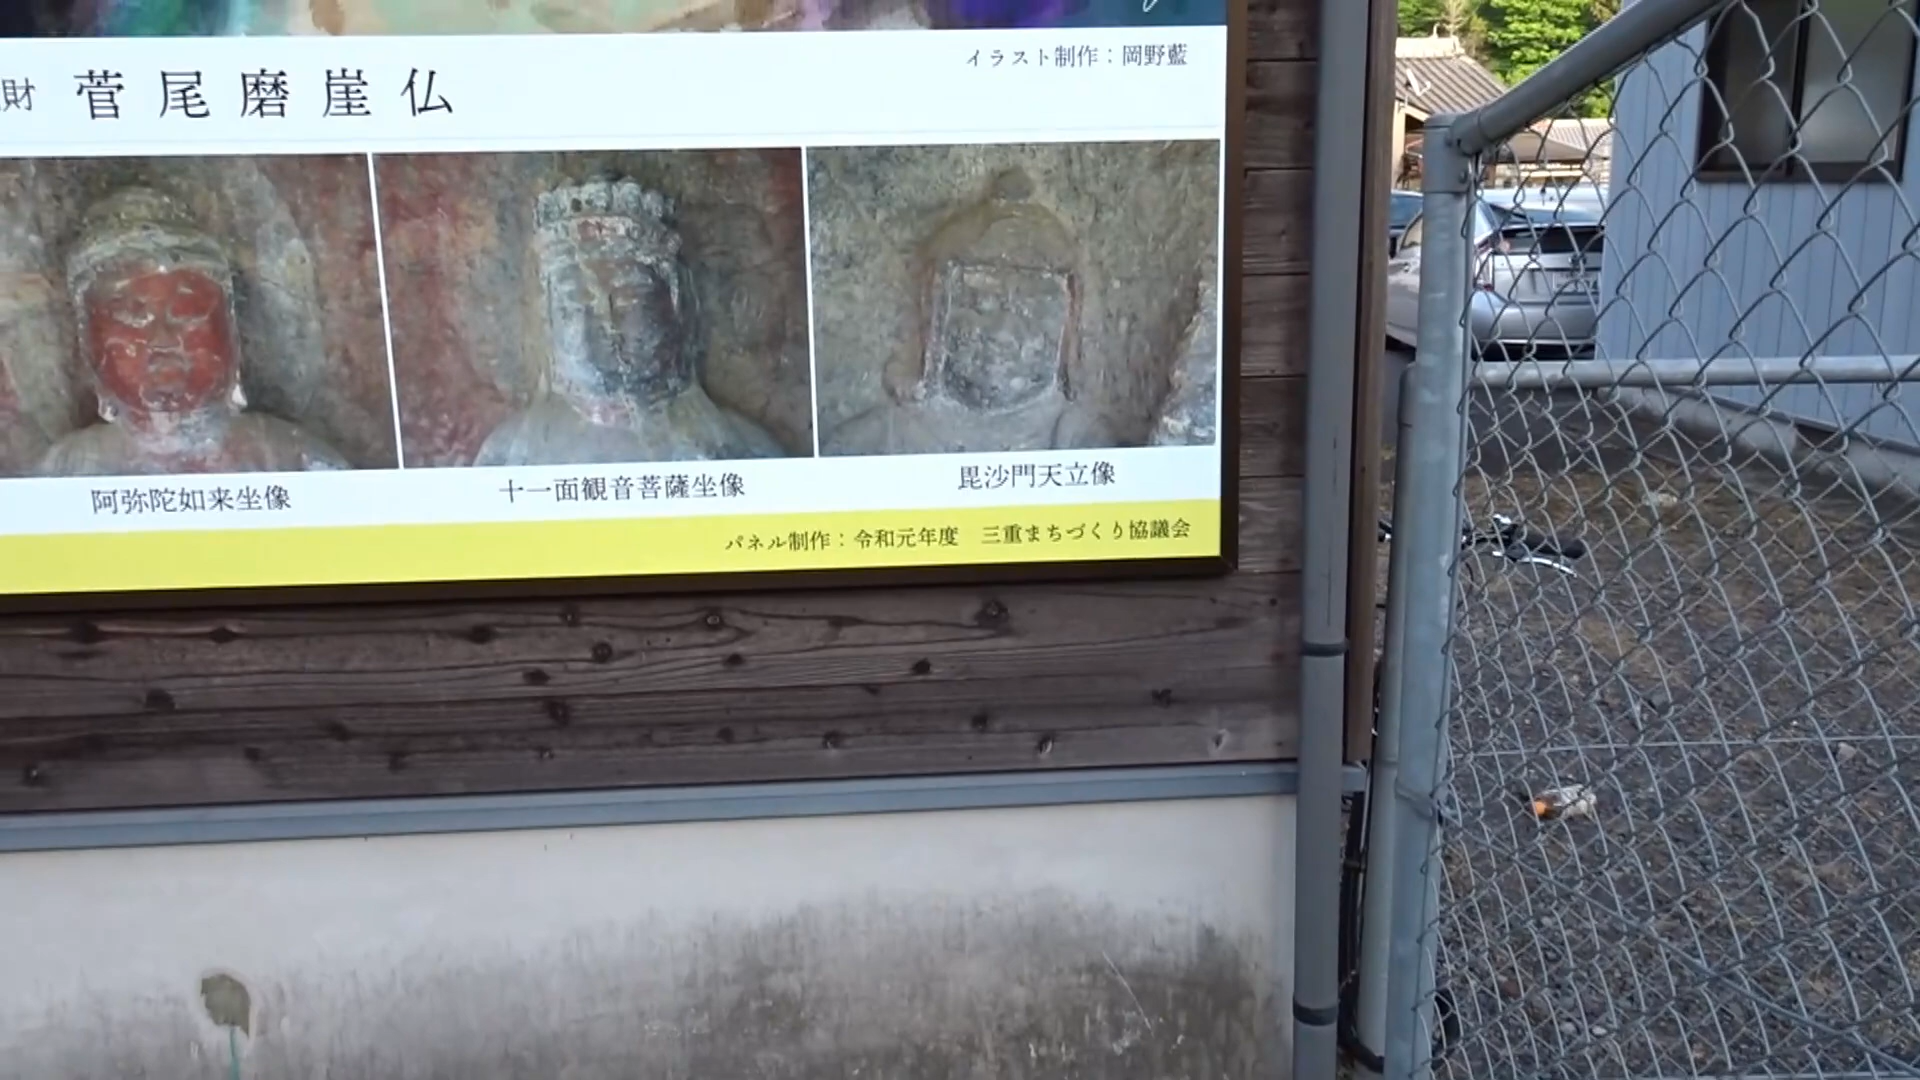 イラスト制作：岡野藍
財 菅尾磨崖仏
阿弥陀如来坐像
十一面観音菩薩坐像
毘沙門天立像
パネル制作：令和元年度　三重まちづくり協議会